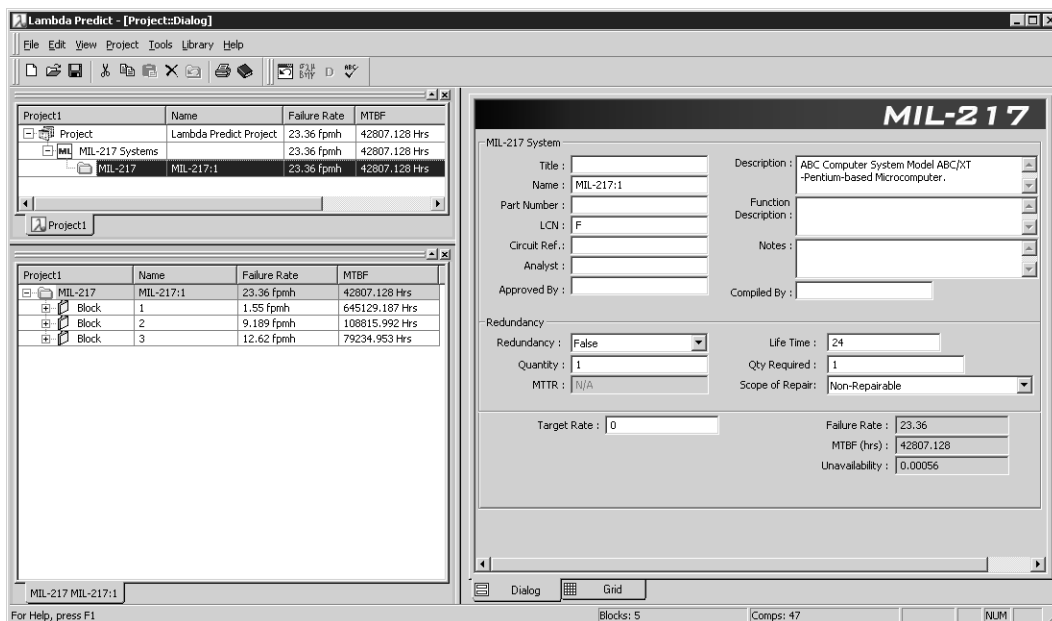 Lambda Predict - [Project::Dialog]
File Edit View Project Tools Library Help
Project1 Name Failure Rate MTBF
Project Lambda Predict Project 23.36 fpmh 42807.128 Hrs
ML MIL-217 Systems 23.36 fpmh 42807.128 Hrs
MIL-217 MIL-217:1 23.36 fpmh 42807.128 Hrs
Project1
Project1 Name Failure Rate MTBF
MIL-217 MIL-217:1 23.36 fpmh 42807.128 Hrs
Block 1 1.55 fpmh 645129.187 Hrs
Block 2 9.189 fpmh 108815.992 Hrs
Block 3 12.62 fpmh 79234.953 Hrs
MIL-217 MIL-217:1
MIL-217
MIL-217 System
Title :
Name : MIL-217:1
Part Number :
LCN : F
Circuit Ref.:
Analyst :
Approved By :
Description : ABC Computer System Model ABC/XT
-Pentium-based Microcomputer.
Function
Description :
Notes :
Compiled By :
Redundancy
Redundancy : False
Quantity : 1
MTTR : N/A
Life Time : 24
Qty Required : 1
Scope of Repair: Non-Repairable
Target Rate : 0
Failure Rate : 23.36
MTBF (hrs) : 42807.128
Unavailability : 0.00056
Dialog Grid
For Help, press F1 Blocks: 5 Comps: 47 NUM